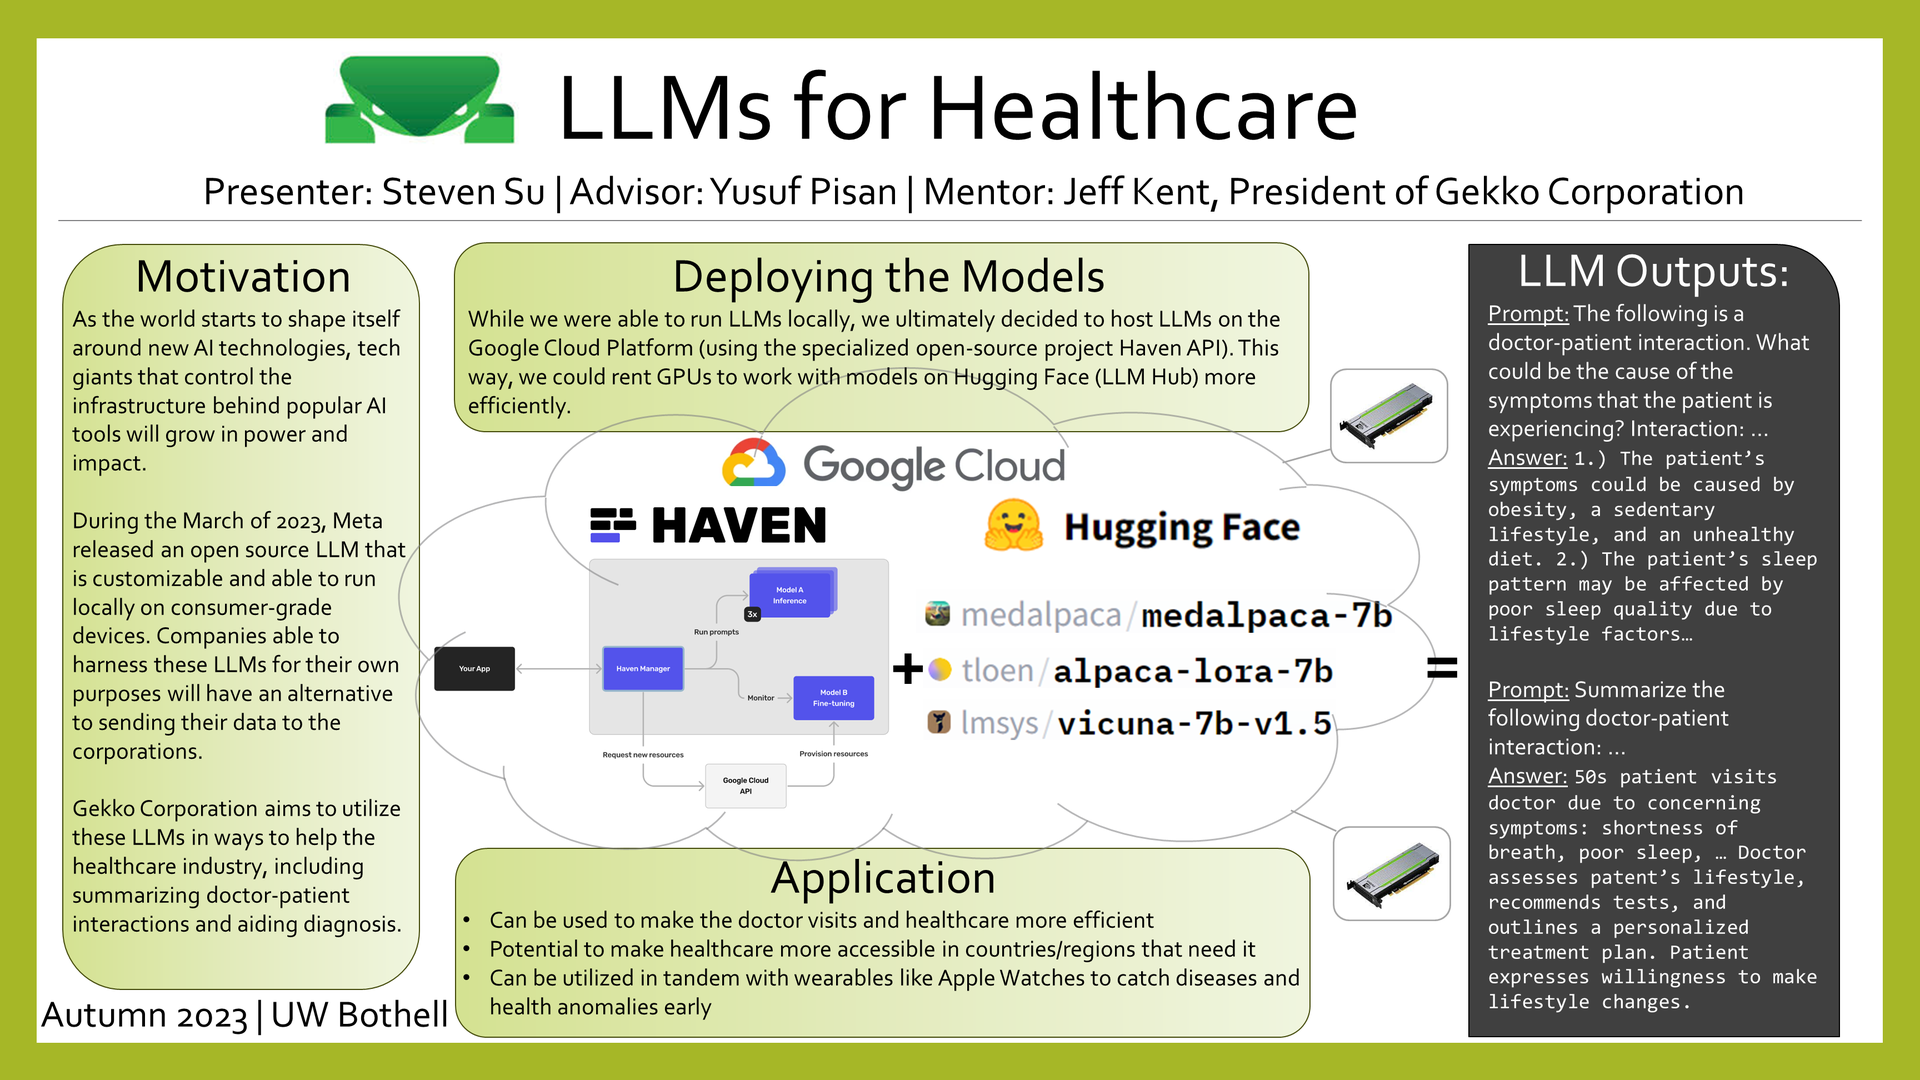 LLMs for Healthcare
Presenter: Steven Su | Advisor: Yusuf Pisan | Mentor: Jeff Kent, President of Gekko Corporation
Motivation
As the world starts to shape itself
around new AI technologies, tech
giants that control the
infrastructure behind popular AI
tools will grow in power and
impact.
During the March of 2023, Meta
released an open source LLM that
is customizable and able to run
locally on consumer-grade
devices. Companies able to
harness these LLMs for their own
purposes will have an alternative
to sending their data to the
corporations.
Gekko Corporation aims to utilize
these LLMs in ways to help the
healthcare industry, including
summarizing doctor-patient
interactions and aiding diagnosis.
Autumn 2023 | UW Bothell
Deploying the Models
While we were able to run LLMs locally, we ultimately decided to host LLMs on the
Google Cloud Platform (using the specialized open-source project Haven API). This
way, we could rent GPUs to work with models on Hugging Face (LLM Hub) more
efficiently.
Google Cloud
HAVEN
Model A
Inference
3x
Run prompts
Your App
Haven Manager
Monitor
Model B
Fine-tuning
Request new resources
Provision resources
Google Cloud
API
+
Hugging Face
medalpaca/medalpaca-7b
tloen/alpaca-lora-7b
lmsys/vicuna-7b-v1.5
=
Application
• Can be used to make the doctor visits and healthcare more efficient
• Potential to make healthcare more accessible in countries/regions that need it
• Can be utilized in tandem with wearables like Apple Watches to catch diseases and
health anomalies early
LLM Outputs:
Prompt: The following is a
doctor-patient interaction. What
could be the cause of the
symptoms that the patient is
experiencing? Interaction: ...
Answer: 1.) The patient's
symptoms could be caused by
obesity, a sedentary
lifestyle, and an unhealthy
diet. 2.) The patient's sleep
pattern may be affected by
poor sleep quality due to
lifestyle factors…
Prompt: Summarize the
following doctor-patient
interaction: ...
Answer: 50s patient visits
doctor due to concerning
symptoms: shortness of
breath, poor sleep, … Doctor
assesses patent's lifestyle,
recommends tests, and
outlines a personalized
treatment plan. Patient
expresses willingness to make
lifestyle changes.